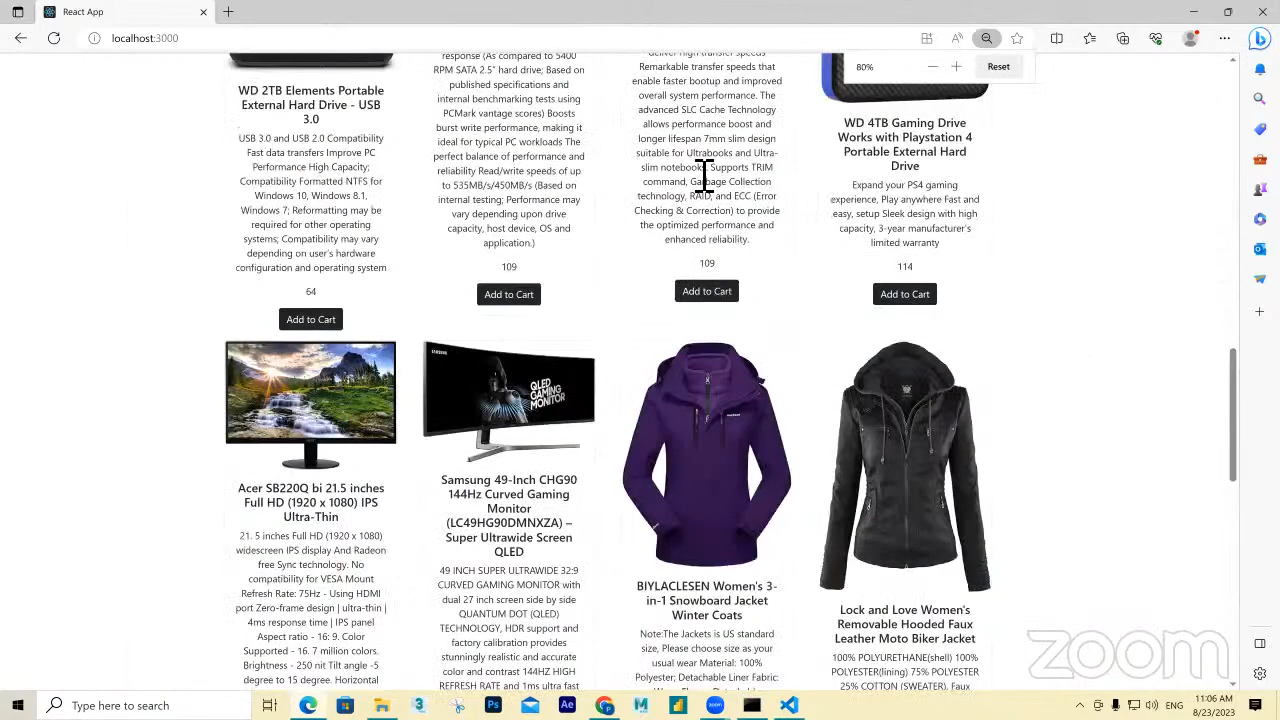 React App
localhost:3000
80%
Reset
WD 2TB Elements Portable
External Hard Drive - USB
3.0
USB 3.0 and USB 2.0 Compatibility
Fast data transfers Improve PC
Performance High Capacity;
Compatibility Formatted NTFS for
Windows 10, Windows 8.1,
Windows 7; Reformatting may be
required for other operating
systems; Compatibility may vary
depending on user's hardware
configuration and operating system
64
Add to Cart
response (As compared to 5400
RPM SATA 2.5" hard drive; Based on
published specifications and
internal benchmarking tests using
PCMark vantage scores) Boosts
burst write performance, making it
ideal for typical PC workloads The
perfect balance of performance and
reliability Read/write speeds of up
to 535MB/s/450MB/s (Based on
internal testing; Performance may
vary depending upon drive
capacity, host device, OS and
application.)
109
Add to Cart
deliver high transfer speeds
Remarkable transfer speeds that
enable faster bootup and improved
overall system performance. The
advanced SLC Cache Technology
allows performance boost and
longer lifespan 7mm slim design
suitable for Ultrabooks and Ultra-
slim notebooks. Supports TRIM
command, Garbage Collection
technology, RAID, and ECC (Error
Checking & Correction) to provide
the optimized performance and
enhanced reliability.
109
Add to Cart
WD 4TB Gaming Drive
Works with Playstation 4
Portable External Hard
Drive
Expand your PS4 gaming
experience, Play anywhere Fast and
easy, setup Sleek design with high
capacity, 3-year manufacturer's
limited warranty
114
Add to Cart
Acer SB220Q bi 21.5 inches
Full HD (1920 x 1080) IPS
Ultra-Thin
21. 5 inches Full HD (1920 x 1080)
widescreen IPS display And Radeon
free Sync technology. No
compatibility for VESA Mount
Refresh Rate: 75Hz - Using HDMI
port Zero-frame design | ultra-thin |
4ms response time | IPS panel
Aspect ratio - 16: 9. Color
Supported - 16. 7 million colors.
Brightness - 250 nit Tilt angle -5
degree to 15 degree. Horizontal
SAMSUNG
QLED
GAMING
MONITOR
Samsung 49-Inch CHG90
144Hz Curved Gaming
Monitor
(LC49HG90DMNXZA) –
Super Ultrawide Screen
QLED
49 INCH SUPER ULTRAWIDE 32:9
CURVED GAMING MONITOR with
dual 27 inch screen side by side
QUANTUM DOT (QLED)
TECHNOLOGY, HDR support and
factory calibration provides
stunningly realistic and accurate
color and contrast 144HZ HIGH
REFRESH RATE and 1ms ultra fast
BIYLACLESEN Women's 3-
in-1 Snowboard Jacket
Winter Coats
Note:The Jackets is US standard
size, Please choose size as your
usual wear Material: 100%
Polyester; Detachable Liner Fabric:
Lock and Love Women's
Removable Hooded Faux
Leather Moto Biker Jacket
100% POLYURETHANE(shell) 100%
POLYESTER(lining) 75% POLYESTER
25% COTTON (SWEATER), Faux
zoom
Type here to search
ENG
11:06 AM
8/23/2023